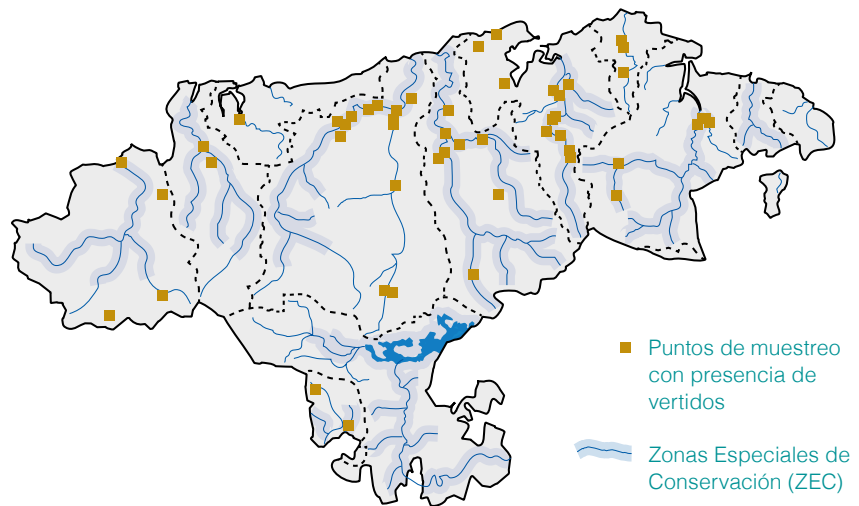 Puntos de muestreo
con presencia de
vertidos
Zonas Especiales de
Conservación (ZEC)